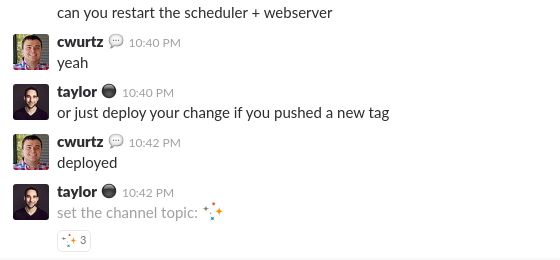 can you restart the scheduler + webserver
cwurtz 💬 10:40 PM
yeah
taylor 10:40 PM
or just deploy your change if you pushed a new tag
cwurtz 💬 10:42 PM
deployed
taylor 10:42 PM
set the channel topic:
3